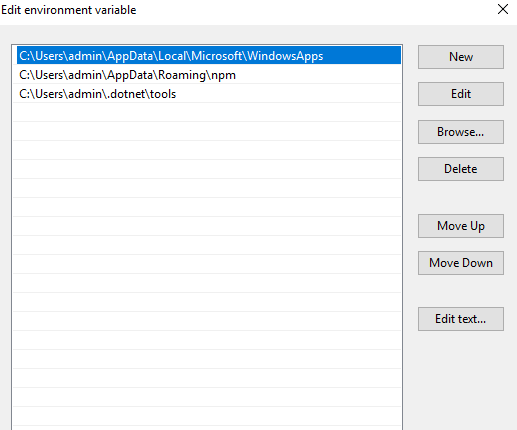 Edit environment variable
C:\Users\admin\AppData\Local\Microsoft\WindowsApps
C:\Users\admin\AppData\Roaming\npm
C:\Users\admin\.dotnet\tools
New
Edit
Browse...
Delete
Move Up
Move Down
Edit text...